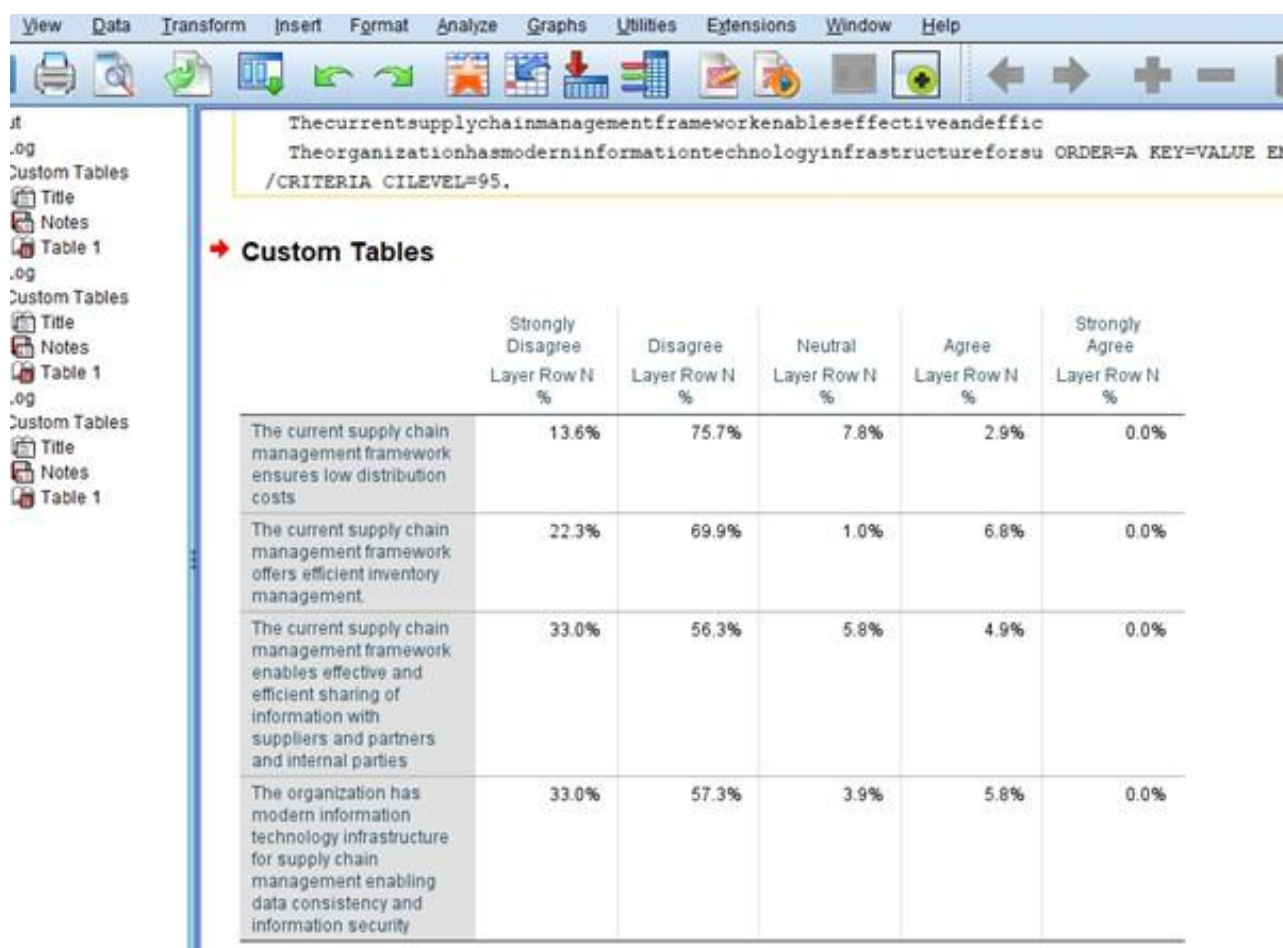 View Data Transform Insert Format Analyze Graphs Utilities Extensions Window Help
Thecurrentsupplychainmanagementframeworkenableseffectiveandeffic
Theorganizationhasmoderninformationtechnologyinfrastructureforsu ORDER=A KEY=VALUE EM
/CRITERIA CILEVEL=95.
ut
.og
Custom Tables
Title
Notes
Table 1
.og
Custom Tables
Title
Notes
Table 1
.og
Custom Tables
Title
Notes
Table 1
Custom Tables
Strongly
Disagree
Disagree
Neutral
Agree
Strongly
Agree
Layer Row N
%
Layer Row N
%
Layer Row N
%
Layer Row N
%
Layer Row N
%
The current supply chain
management framework
ensures low distribution
costs
13.6% 75.7% 7.8% 2.9% 0.0%
The current supply chain
management framework
offers efficient inventory
management.
22.3% 69.9% 1.0% 6.8% 0.0%
The current supply chain
management framework
enables effective and
efficient sharing of
information with
suppliers and partners
and internal parties
33.0% 56.3% 5.8% 4.9% 0.0%
The organization has
modern information
technology infrastructure
for supply chain
management enabling
data consistency and
information security
33.0% 57.3% 3.9% 5.8% 0.0%